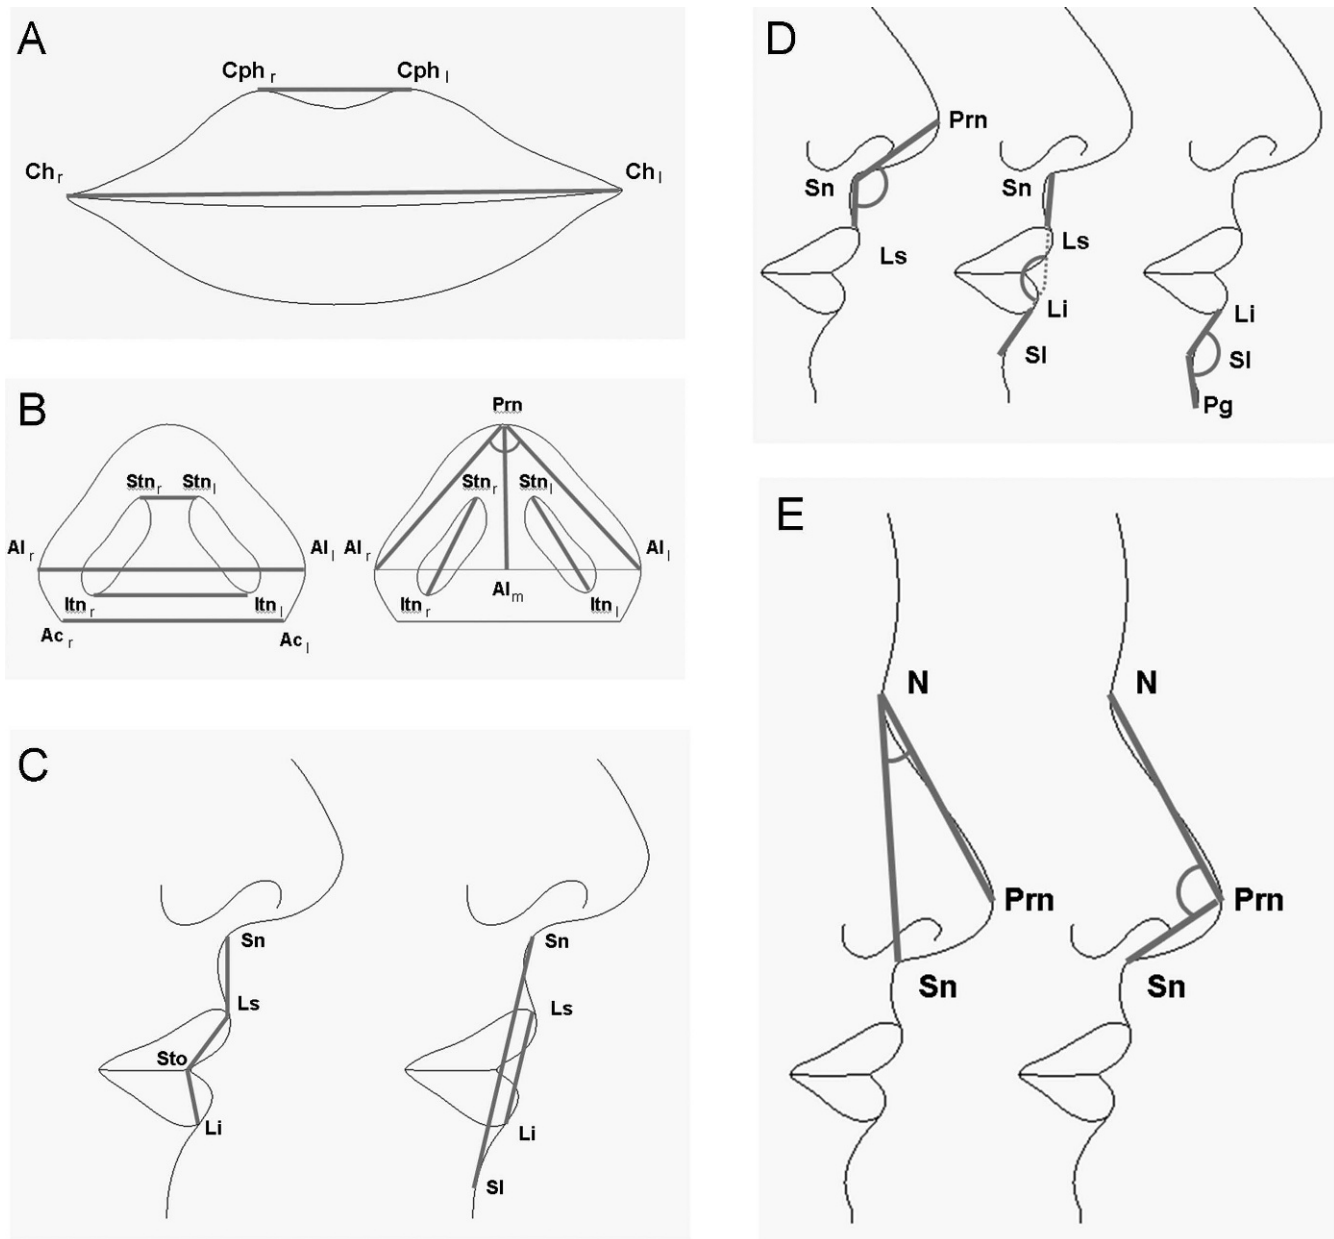 A
Cph r Cph l
Ch r Ch l
B
Stn r Stn l
Al r Al l
Itn r Itn l
Ac r Ac l
Prn
Stn r Stn l
Al r Al l
Al m
Itn r Itn l
C
Sn
Ls
Sto
Li
Sn
Ls
Li
Sl
D
Prn
Sn
Ls
Sn
Ls
Li
Sl
Li
Sl
Pg
E
N
Prn
Sn
N
Prn
Sn